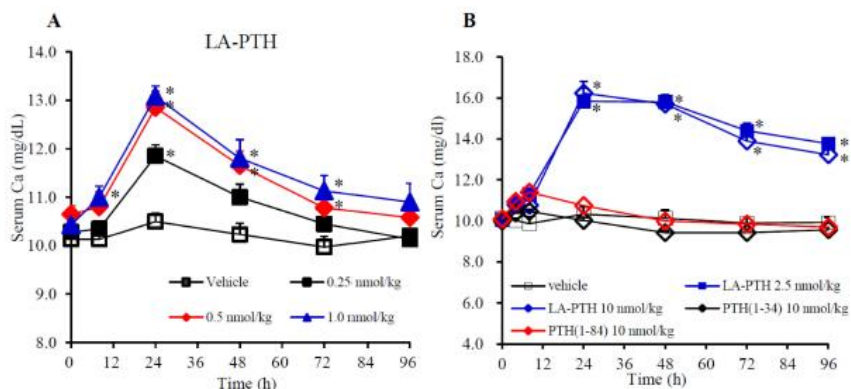 A
LA-PTH
Serum Ca (mg/dL)
14.0
13.0
12.0
11.0
10.0
9.0
8.0
*
*
*
*
*
*
*
*
Vehicle
0.25 nmol/kg
0.5 nmol/kg
1.0 nmol/kg
0 12 24 36 48 60 72 84 96
Time (h)
B
Serum Ca (mg/dl)
18.0
16.0
14.0
12.0
10.0
8.0
6.0
4.0
*
*
*
*
*
*
*
*
vehicle
LA-PTH 2.5 nmol/kg
LA-PTH 10 nmol/kg
PTH(1-34) 10 nmol/kg
PTH(1-84) 10 nmol/kg
0 12 24 36 48 60 72 84 96
Time (h)